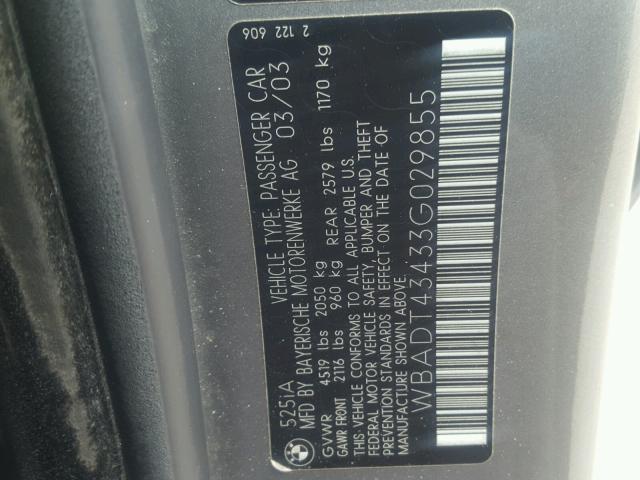 2 122 606
525iA VEHICLE TYPE: PASSENGER CAR
MFD BY BAYERISCHE MOTORENWERKE AG 03/03
GVWR 4519 lbs 2050 kg
GAWR FRONT 2116 lbs 960 kg REAR 2579 lbs 1170 kg
THIS VEHICLE CONFORMS TO ALL APPLICABLE U.S.
FEDERAL MOTOR VEHICLE SAFETY, BUMPER AND THEFT
PREVENTION STANDARDS IN EFFECT ON THE DATE OF
MANUFACTURE SHOWN ABOVE.
WBADT43433G029855